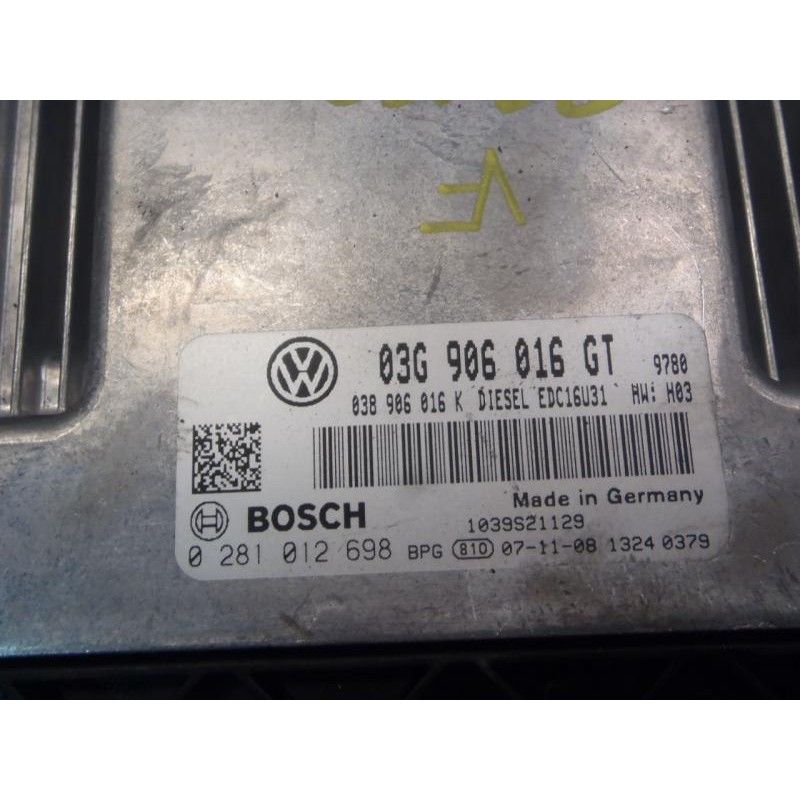 VF
03G 906 016 GT 9780
038 906 016 K DIESEL EDC16U31 HW: H03
Made in Germany
BOSCH 1039S21129
0 281 012 698 BPG 810 07-11-08 1324 0379